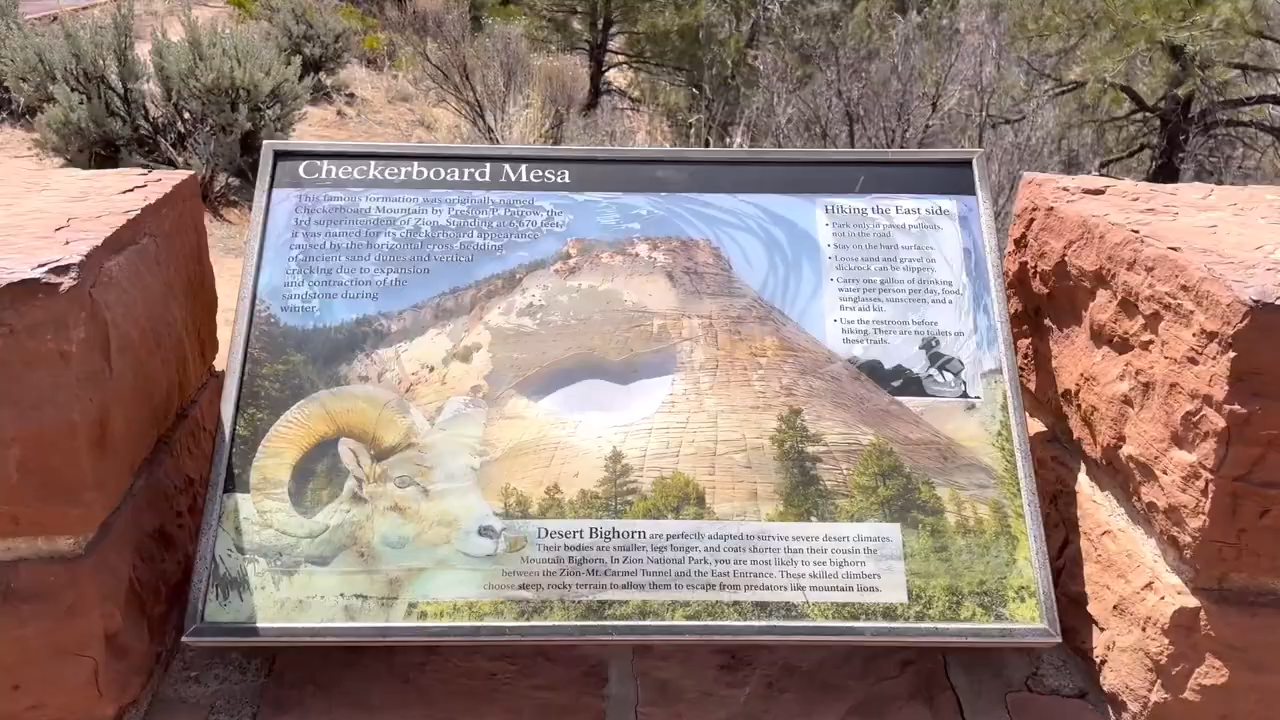 Checkerboard Mesa
This famous formation was originally named
Checkerboard Mountain by Preston P. Patrow, the
3rd superintendent of Zion. Standing at 6,670 feet,
it was named for its checkerboard appearance
caused by the horizontal cross-bedding
of ancient sand dunes and vertical
cracking due to expansion
and contraction of the
sandstone during
winter.
Hiking the East side
• Park only in paved pullouts,
not in the road.
• Stay on the hard surfaces.
• Loose sand and gravel on
slickrock can be slippery.
• Carry one gallon of drinking
water per person per day, food,
sunglasses, sunscreen, and a
first aid kit.
• Use the restroom before
hiking. There are no toilets on
these trails.
Desert Bighorn are perfectly adapted to survive severe desert climates.
Their bodies are smaller, legs longer, and coats shorter than their cousin the
Mountain Bighorn. In Zion National Park, you are most likely to see bighorn
between the Zion-Mt. Carmel Tunnel and the East Entrance. These skilled climbers
choose steep, rocky terrain to allow them to escape from predators like mountain lions.